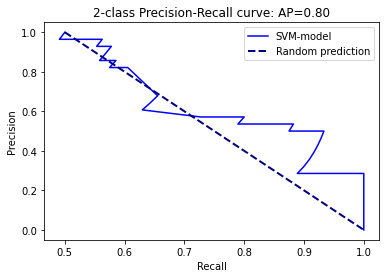 2-class Precision-Recall curve: AP=0.80
SVM-model
Random prediction
Precision
1.0
0.8
0.6
0.4
0.2
0.0
0.5
0.6
0.7
0.8
0.9
1.0
Recall